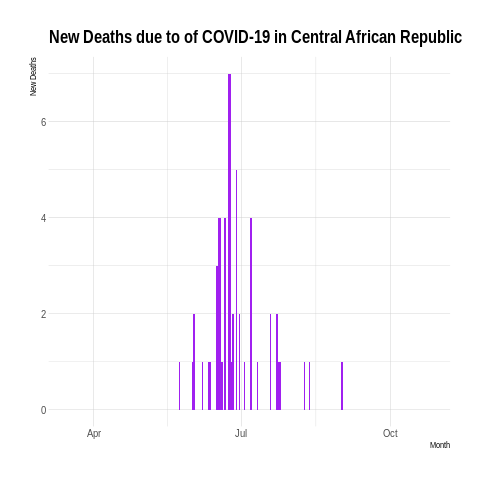 New Deaths due to of COVID-19 in Central African Republic
New Deaths
6
4
2
0
Apr Jul Oct
Month